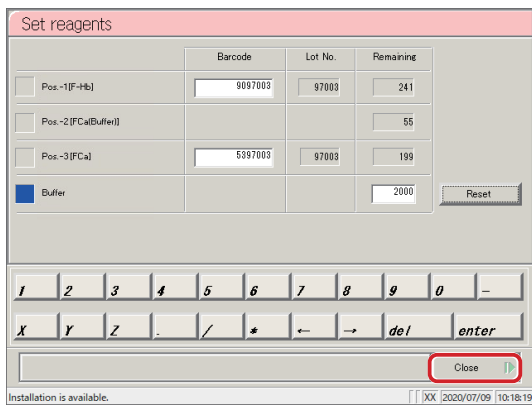 Set reagents
Barcode Lot No. Remaining
Pos.-1[F-Hb] 9097003 97003 241
Pos.-2[FCa(Buffer)] 55
Pos.-3[FCa] 5397003 97003 199
Buffer 2000 Reset
1 2 3 4 5 6 7 8 9 0 -
X Y Z . / * ← → del enter
Close
Installation is available. XX 2020/07/09 10:18:19